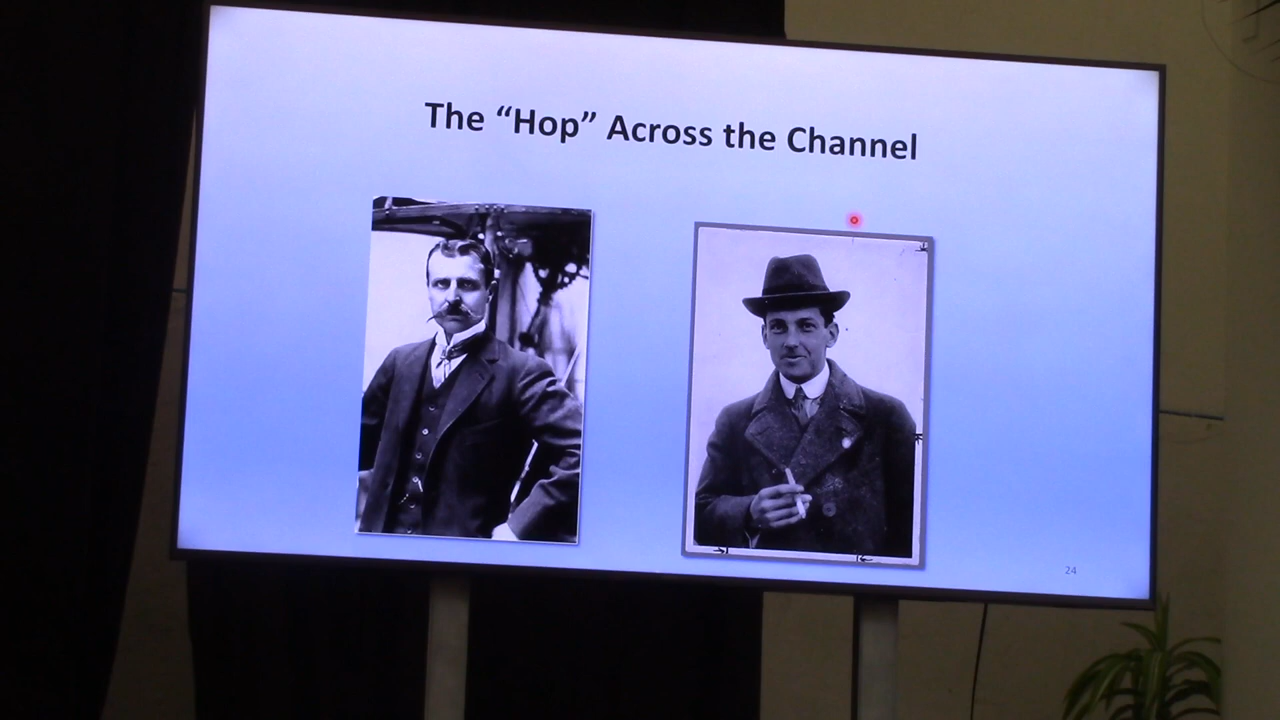 The “Hop” Across the Channel
24